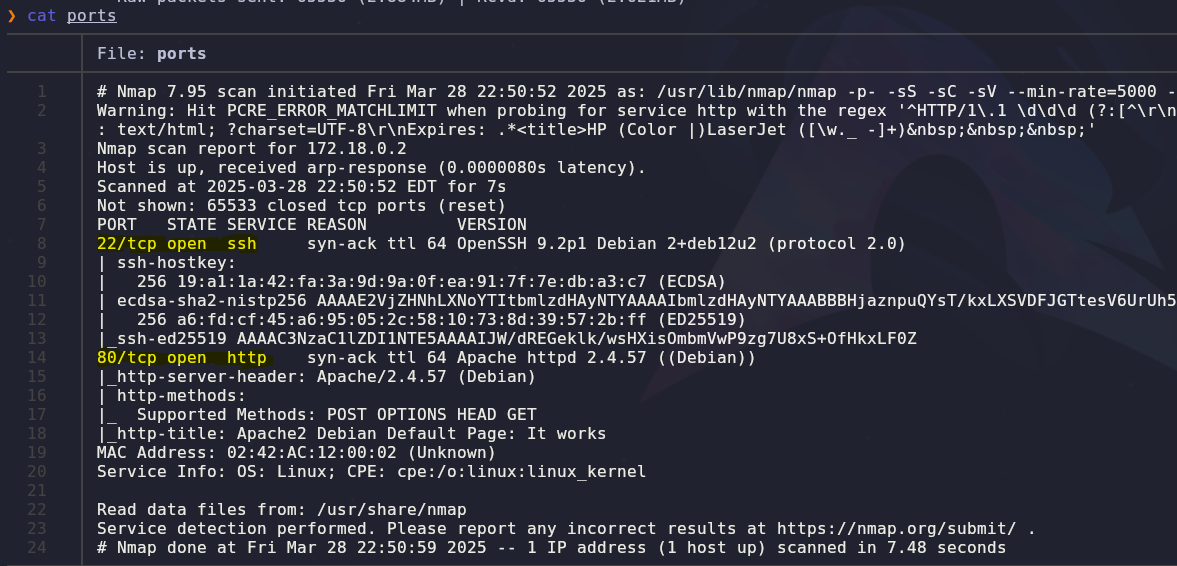 ❯ cat ports
File: ports
1 # Nmap 7.95 scan initiated Fri Mar 28 22:50:52 2025 as: /usr/lib/nmap/nmap -p- -sS -sC -sV --min-rate=5000 -
2 Warning: Hit PCRE_ERROR_MATCHLIMIT when probing for service http with the regex '^HTTP/1\.1 \d\d\d (?:[^\r\n
: text/html; ?charset=UTF-8\r\nExpires: .*<title>HP (Color |)LaserJet ([\w._ -]+)&nbsp;&nbsp;&nbsp;'
3 Nmap scan report for 172.18.0.2
4 Host is up, received arp-response (0.0000080s latency).
5 Scanned at 2025-03-28 22:50:52 EDT for 7s
6 Not shown: 65533 closed tcp ports (reset)
7 PORT   STATE SERVICE REASON         VERSION
8 22/tcp open  ssh     syn-ack ttl 64 OpenSSH 9.2p1 Debian 2+deb12u2 (protocol 2.0)
9 | ssh-hostkey:
10 |   256 19:a1:1a:42:fa:3a:9d:9a:0f:ea:91:7f:7e:db:a3:c7 (ECDSA)
11 | ecdsa-sha2-nistp256 AAAAE2VjZHNhLXNoYTItbmlzdHAyNTYAAAAIbmlzdHAyNTYAAABBBHjaznpuQYsT/kxLXSVDFJGTtesV6UrUh5
12 |   256 a6:fd:cf:45:a6:95:05:2c:58:10:73:8d:39:57:2b:ff (ED25519)
13 |_ssh-ed25519 AAAAC3NzaC1lZDI1NTE5AAAAIJW/dREGeklk/wsHXisOmbmVwP9zg7U8xS+OfHkxLF0Z
14 80/tcp open  http    syn-ack ttl 64 Apache httpd 2.4.57 ((Debian))
15 |_http-server-header: Apache/2.4.57 (Debian)
16 | http-methods:
17 |_  Supported Methods: POST OPTIONS HEAD GET
18 |_http-title: Apache2 Debian Default Page: It works
19 MAC Address: 02:42:AC:12:00:02 (Unknown)
20 Service Info: OS: Linux; CPE: cpe:/o:linux:linux_kernel
21
22 Read data files from: /usr/share/nmap
23 Service detection performed. Please report any incorrect results at https://nmap.org/submit/ .
24 # Nmap done at Fri Mar 28 22:50:59 2025 -- 1 IP address (1 host up) scanned in 7.48 seconds